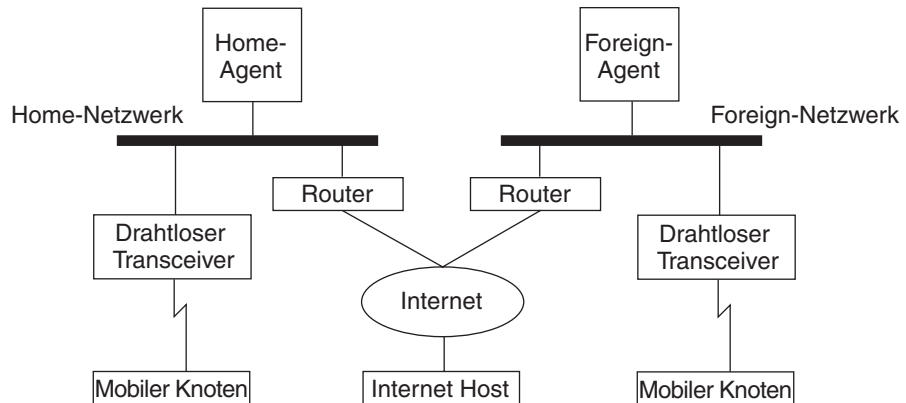 Home-
Agent
Foreign-
Agent
Home-Netzwerk
Foreign-Netzwerk
Router
Router
Drahtloser
Transceiver
Drahtloser
Transceiver
Internet
Mobiler Knoten
Internet Host
Mobiler Knoten